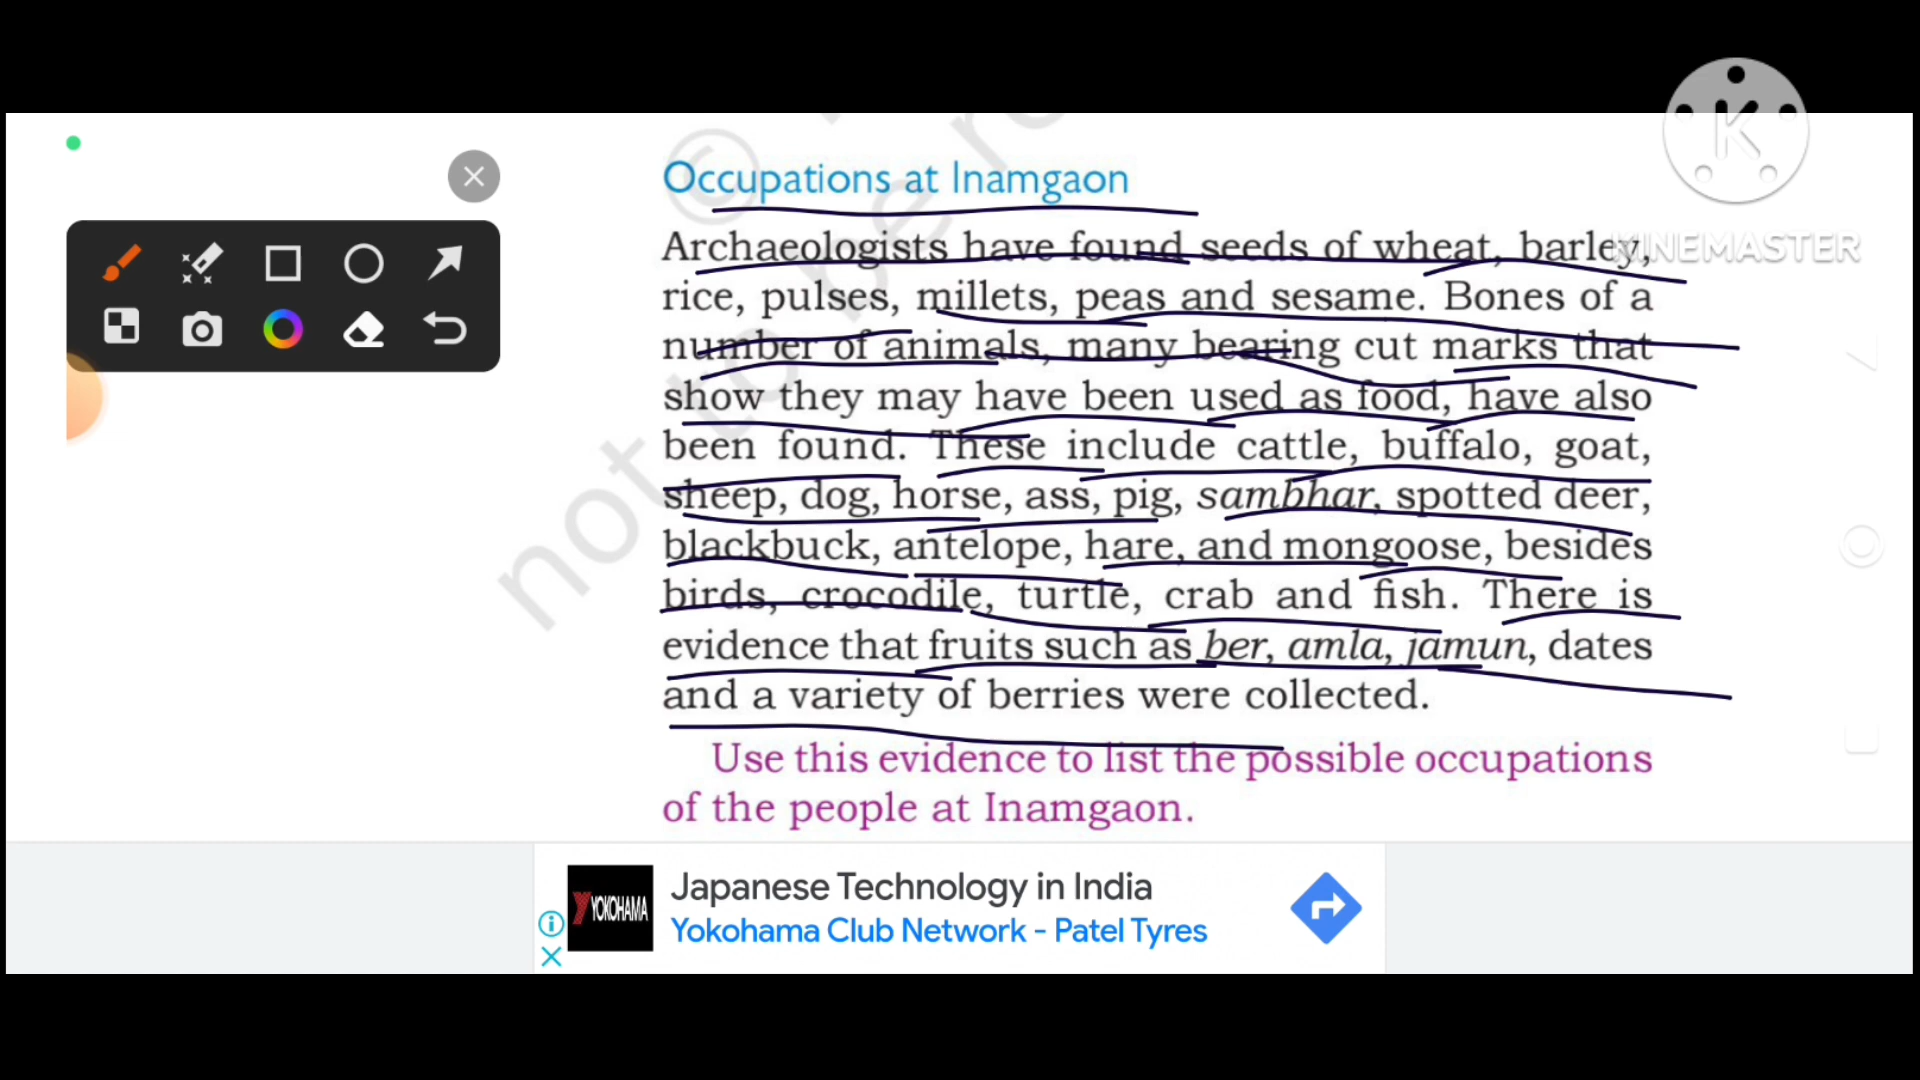 Occupations at Inamgaon
Archaeologists have found seeds of wheat, barley,
rice, pulses, millets, peas and sesame. Bones of a
number of animals, many bearing cut marks that
show they may have been used as food, have also
been found. These include cattle, buffalo, goat,
sheep, dog, horse, ass, pig, sambhar, spotted deer,
blackbuck, antelope, hare, and mongoose, besides
birds, crocodile, turtle, crab and fish. There is
evidence that fruits such as ber, amla, jamun, dates
and a variety of berries were collected.
Use this evidence to list the possible occupations
of the people at Inamgaon.
K
KINEMASTER
©
not to be re
YOKOHAMA
Japanese Technology in India
Yokohama Club Network - Patel Tyres